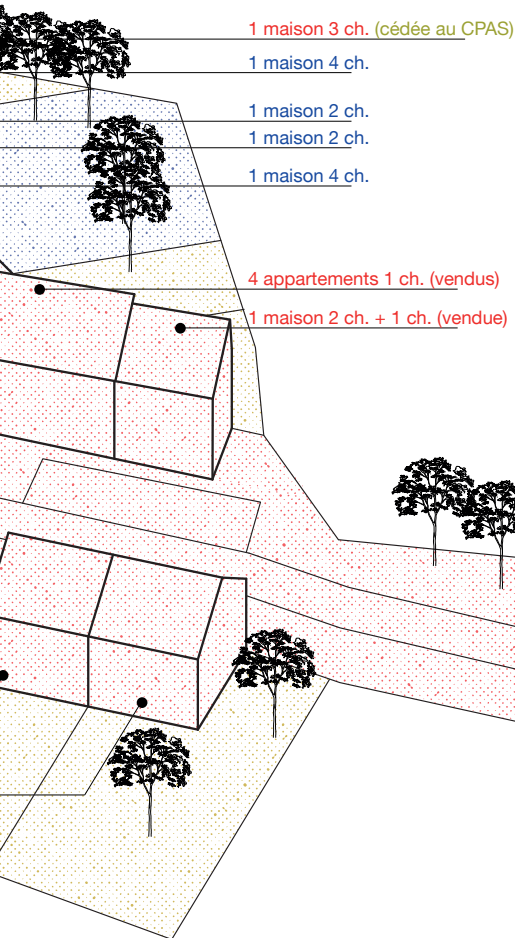 1 maison 3 ch. (cédée au CPAS)
1 maison 4 ch.
1 maison 2 ch.
1 maison 2 ch.
1 maison 4 ch.
4 appartements 1 ch. (vendus)
1 maison 2 ch. + 1 ch. (vendue)